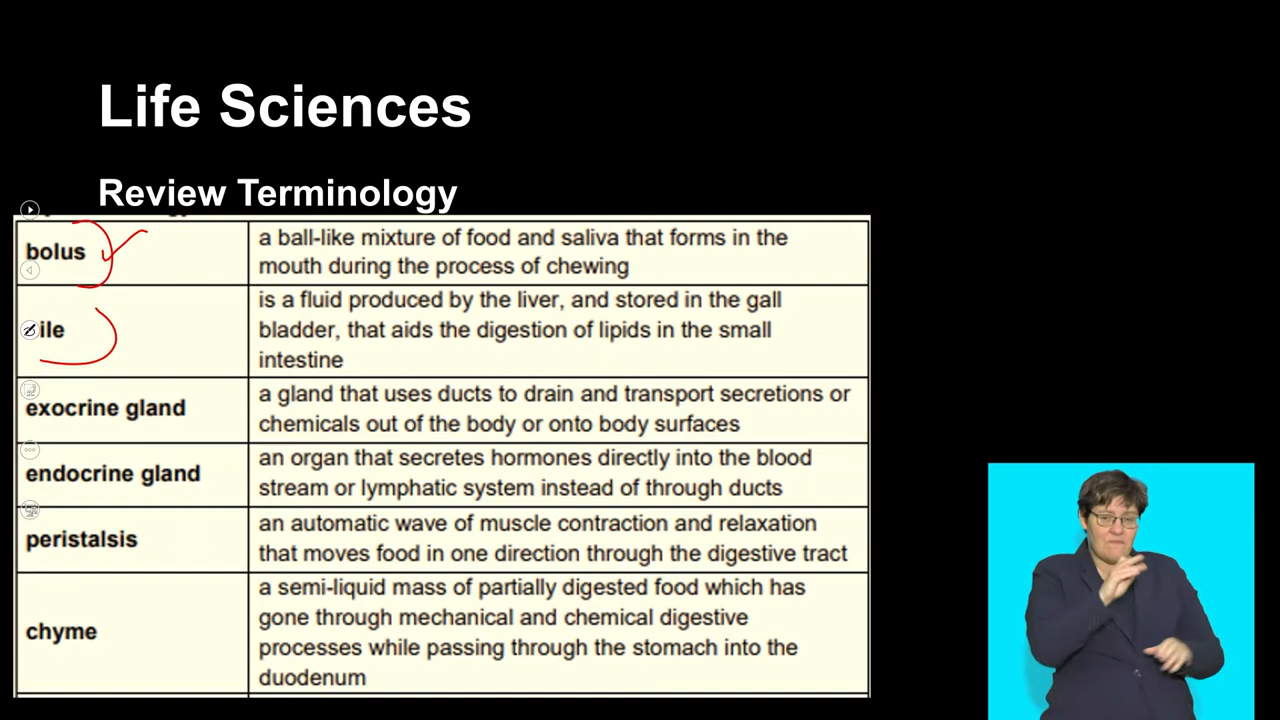 Life Sciences
Review Terminology
bolus
a ball-like mixture of food and saliva that forms in the
mouth during the process of chewing
ile
is a fluid produced by the liver, and stored in the gall
bladder, that aids the digestion of lipids in the small
intestine
exocrine gland
a gland that uses ducts to drain and transport secretions or
chemicals out of the body or onto body surfaces
endocrine gland
an organ that secretes hormones directly into the blood
stream or lymphatic system instead of through ducts
peristalsis
an automatic wave of muscle contraction and relaxation
that moves food in one direction through the digestive tract
chyme
a semi-liquid mass of partially digested food which has
gone through mechanical and chemical digestive
processes while passing through the stomach into the
duodenum